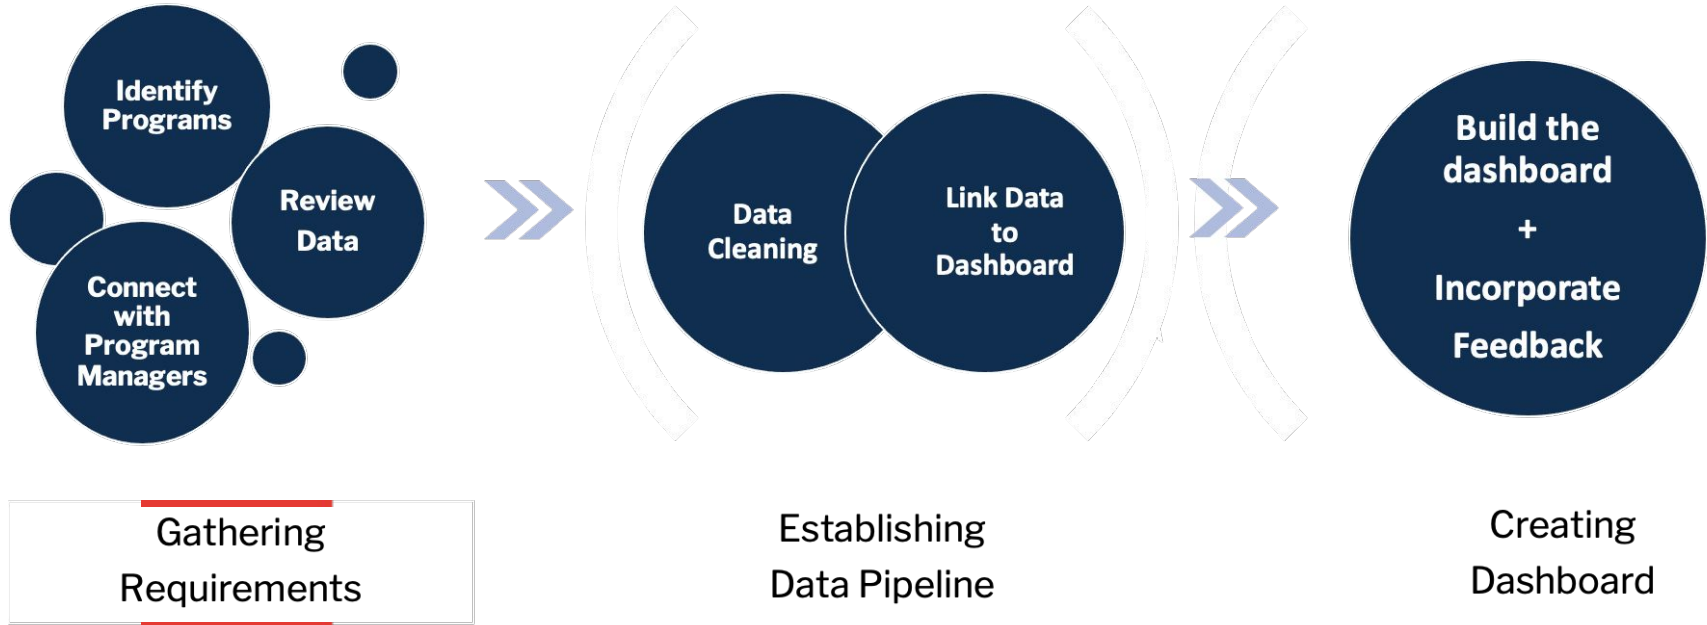 Identify
Programs
Review
Data
Connect
with
Program
Managers
Data
Cleaning
Link Data
to
Dashboard
Build the
dashboard
+
Incorporate
Feedback
Gathering
Requirements
Establishing
Data Pipeline
Creating
Dashboard